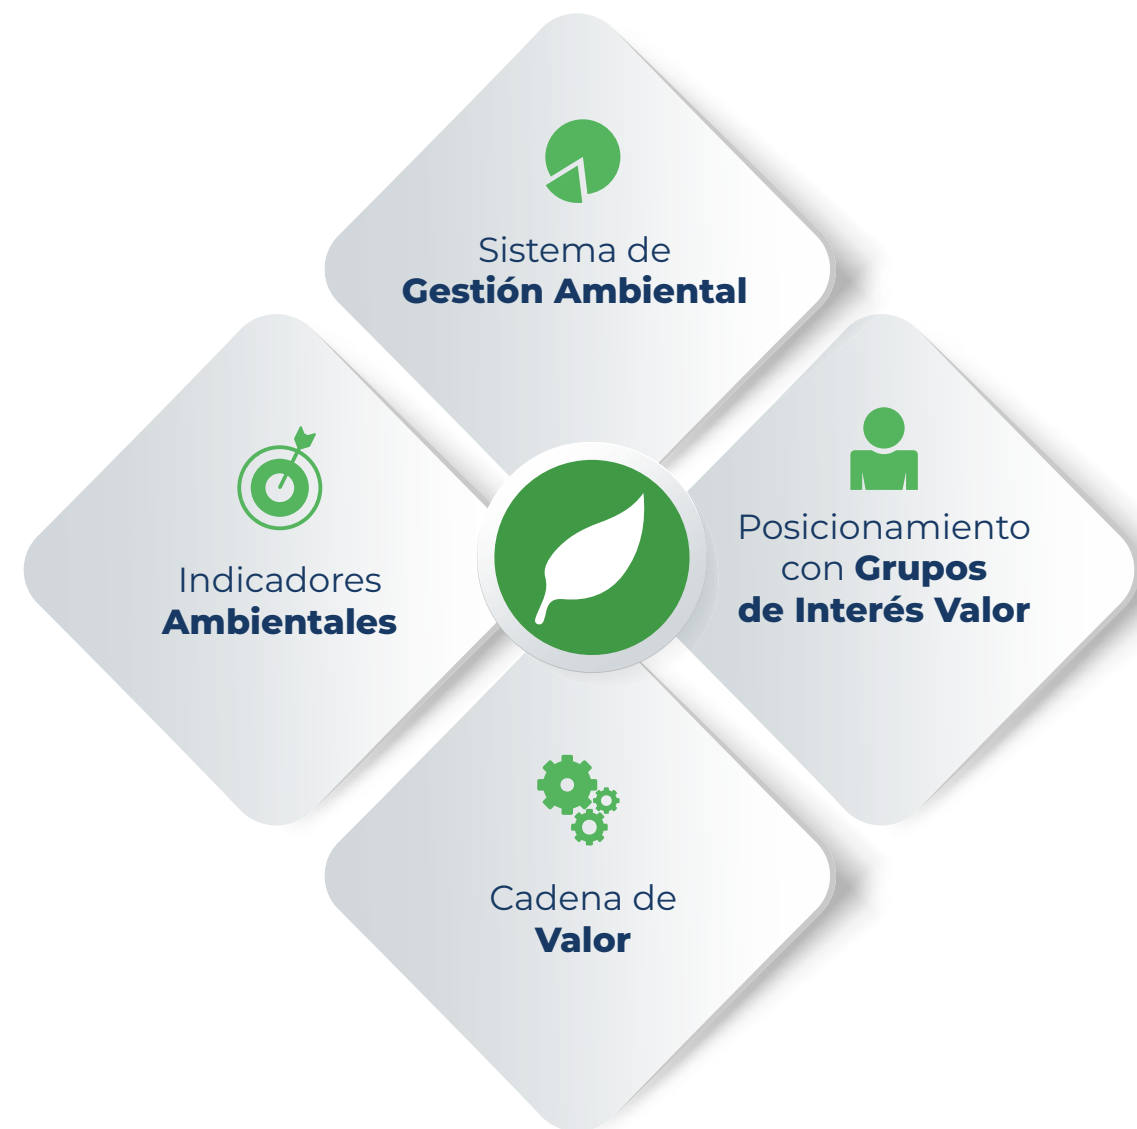 Sistema de
Gestión Ambiental
Indicadores
Ambientales
Posicionamiento
con Grupos
de Interés Valor
Cadena de
Valor